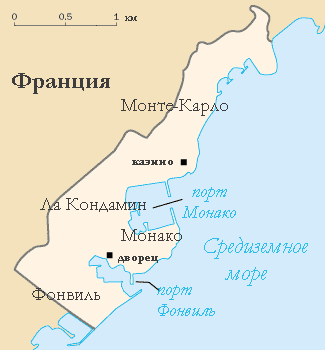 0 0.5 1 км
Франция
Монте-Карло
казино
порт
Монако
Ла Кондамин
Монако
Средиземное
море
дворец
Фонвиль
порт
Фонвиль